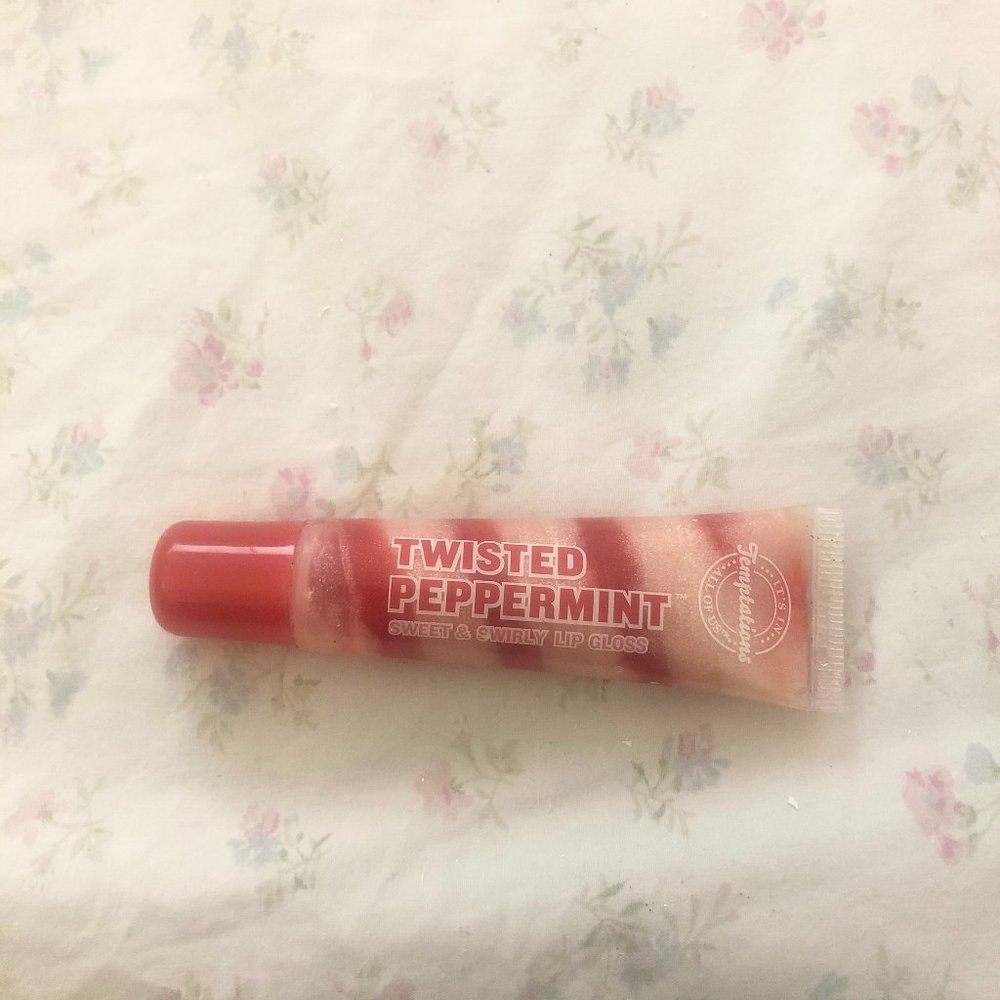 TWISTED
PEPPERMINT™
SWEET & SWIRLY LIP GLOSS
Temptations
IT'S IN
ALL OF US™